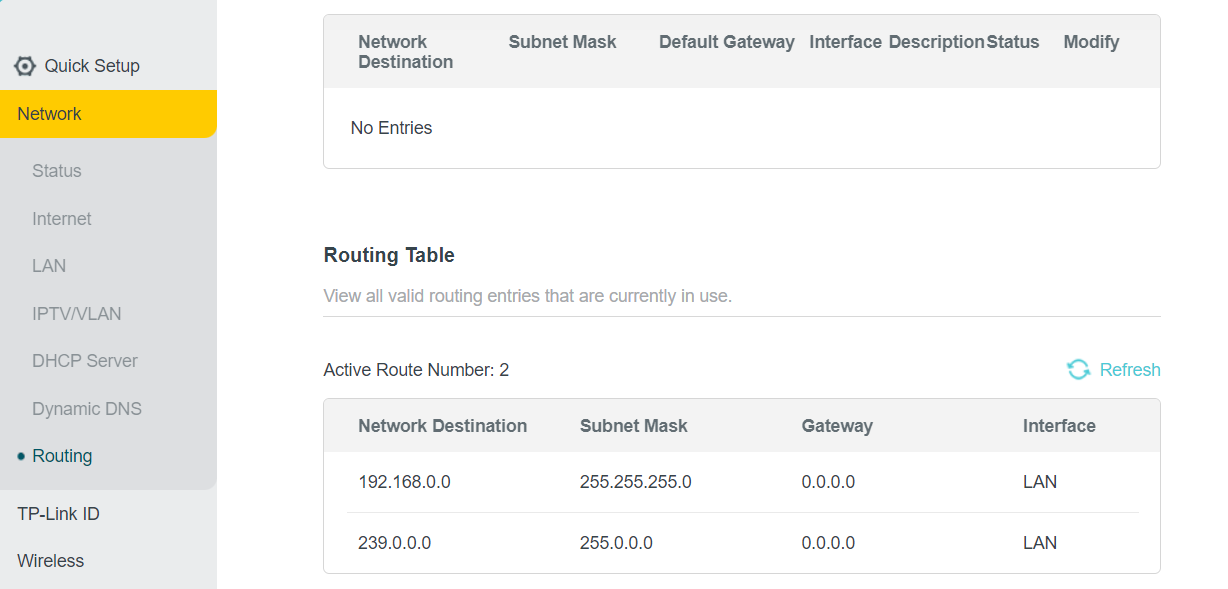 Quick Setup
Network
Status
Internet
LAN
IPTV/VLAN
DHCP Server
Dynamic DNS
Routing
TP-Link ID
Wireless
Network Destination Subnet Mask Default Gateway Interface Description Status Modify
No Entries
Routing Table
View all valid routing entries that are currently in use.
Active Route Number: 2 Refresh
Network Destination Subnet Mask Gateway Interface
192.168.0.0 255.255.255.0 0.0.0.0 LAN
239.0.0.0 255.0.0.0 0.0.0.0 LAN